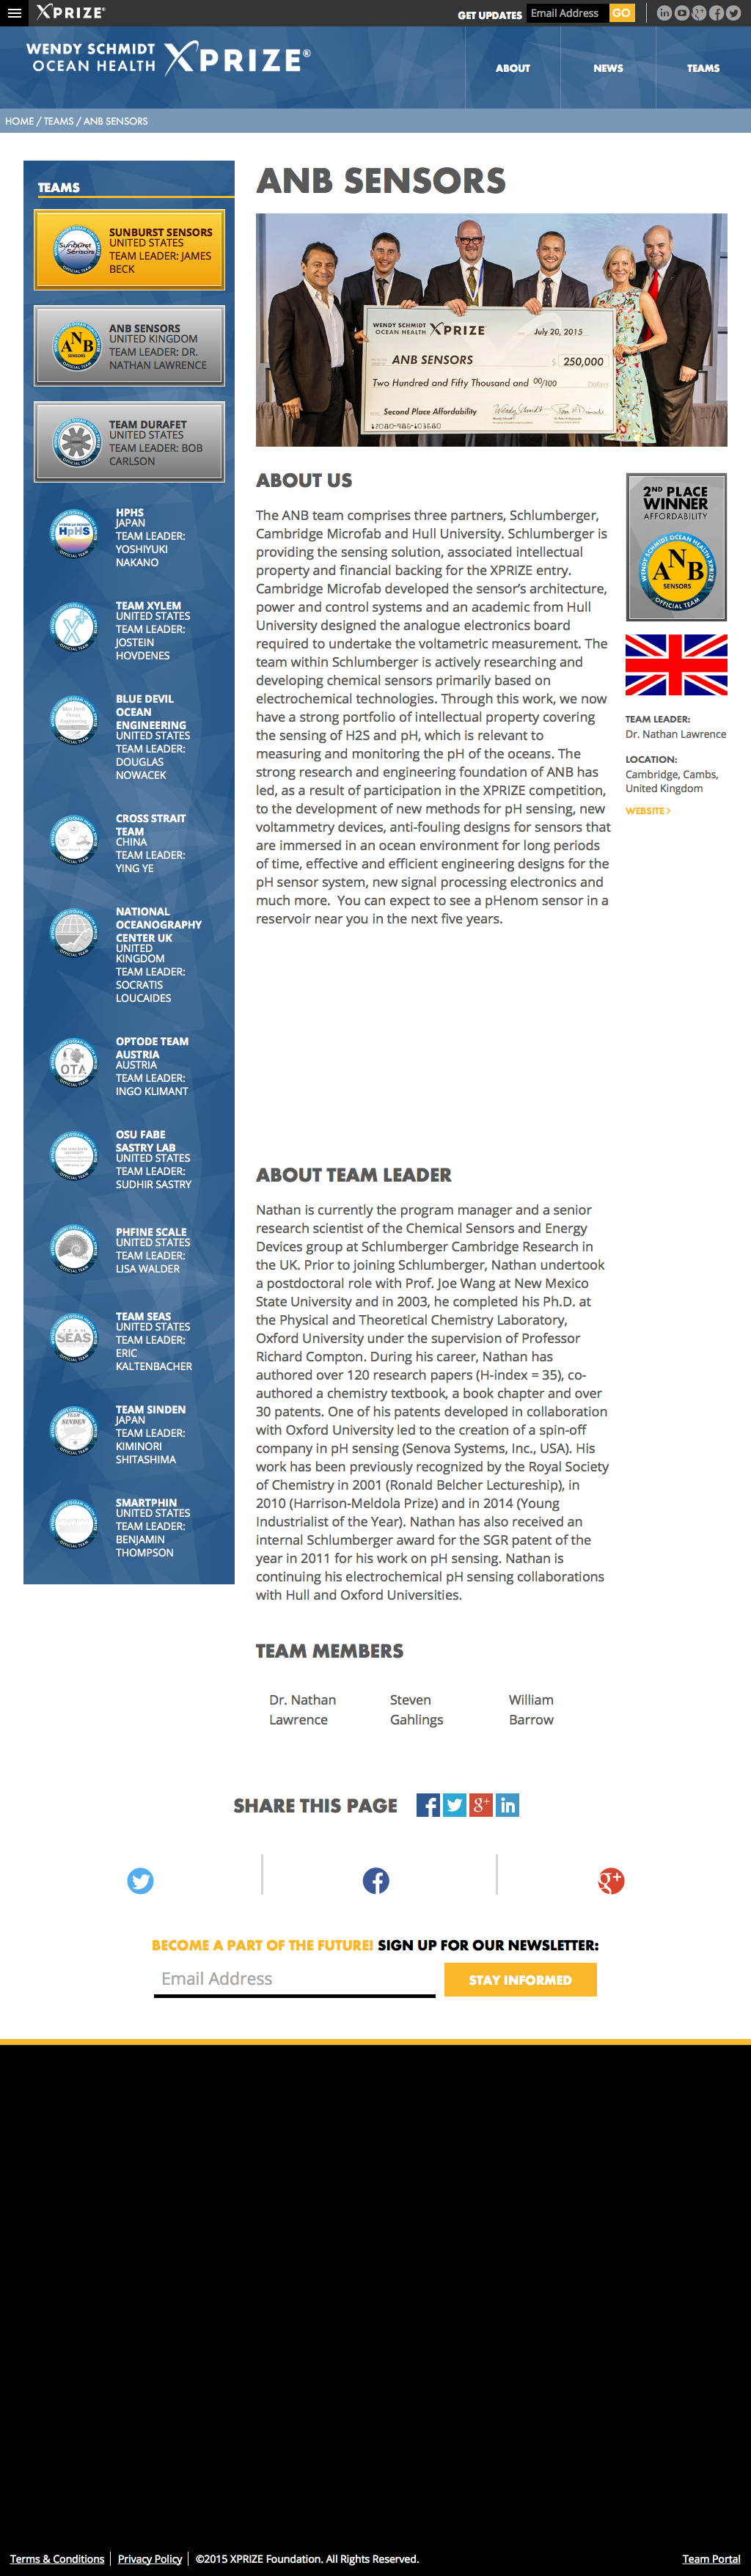 XPRIZE®
GET UPDATES
Email Address
GO
WENDY SCHMIDT
OCEAN HEALTH
XPRIZE®
ABOUT
NEWS
TEAMS
HOME / TEAMS / ANB SENSORS
TEAMS
SUNBURST SENSORS
UNITED STATES
TEAM LEADER: JAMES
BECK
ANB SENSORS
UNITED KINGDOM
TEAM LEADER: DR.
NATHAN LAWRENCE
TEAM DURAFET
UNITED STATES
TEAM LEADER: BOB
CARLSON
HpHS
HPHS
JAPAN
TEAM LEADER:
YOSHIYUKI
NAKANO
TEAM XYLEM
UNITED STATES
TEAM LEADER:
JOSTEIN
HOVDENES
BLUE DEVIL
OCEAN
ENGINEERING
UNITED STATES
TEAM LEADER:
DOUGLAS
NOWACEK
CROSS STRAIT
TEAM
CHINA
TEAM LEADER:
YING YE
NATIONAL
OCEANOGRAPHY
CENTER UK
UNITED
KINGDOM
TEAM LEADER:
SOCRATIS
LOUCAIDES
OTA
OPTODE TEAM
AUSTRIA
AUSTRIA
TEAM LEADER:
INGO KLIMANT
OSU FABE
SASTRY LAB
UNITED STATES
TEAM LEADER:
SUDHIR SASTRY
PHFINE SCALE
UNITED STATES
TEAM LEADER:
LISA WALDER
TEAM
SEAS
TEAM SEAS
UNITED STATES
TEAM LEADER:
ERIC
KALTENBACHER
TEAM
SINDEN
TEAM SINDEN
JAPAN
TEAM LEADER:
KIMINORI
SHITASHIMA
SMARTPHIN
UNITED STATES
TEAM LEADER:
BENJAMIN
THOMPSON
ANB SENSORS
WENDY SCHMIDT
OCEAN HEALTH XPRIZE
July 20, 2015
ANB SENSORS
$ 250,000
Two Hundred and Fifty Thousand and 00/100 Dollars
Second Place Affordability
ABOUT US
The ANB team comprises three partners, Schlumberger,
Cambridge Microfab and Hull University. Schlumberger is
providing the sensing solution, associated intellectual
property and financial backing for the XPRIZE entry.
Cambridge Microfab developed the sensor's architecture,
power and control systems and an academic from Hull
University designed the analogue electronics board
required to undertake the voltametric measurement. The
team within Schlumberger is actively researching and
developing chemical sensors primarily based on
electrochemical technologies. Through this work, we now
have a strong portfolio of intellectual property covering
the sensing of H2S and pH, which is relevant to
measuring and monitoring the pH of the oceans. The
strong research and engineering foundation of ANB has
led, as a result of participation in the XPRIZE competition,
to the development of new methods for pH sensing, new
voltammetry devices, anti-fouling designs for sensors that
are immersed in an ocean environment for long periods
of time, effective and efficient engineering designs for the
pH sensor system, new signal processing electronics and
much more. You can expect to see a pHenom sensor in a
reservoir near you in the next five years.
2ND PLACE
WINNER
AFFORDABILITY
WENDY SCHMIDT OCEAN HEALTH XPRIZE
ANB
SENSORS
OFFICIAL TEAM
TEAM LEADER:
Dr. Nathan Lawrence
LOCATION:
Cambridge, Cambs,
United Kingdom
WEBSITE >
ABOUT TEAM LEADER
Nathan is currently the program manager and a senior
research scientist of the Chemical Sensors and Energy
Devices group at Schlumberger Cambridge Research in
the UK. Prior to joining Schlumberger, Nathan undertook
a postdoctoral role with Prof. Joe Wang at New Mexico
State University and in 2003, he completed his Ph.D. at
the Physical and Theoretical Chemistry Laboratory,
Oxford University under the supervision of Professor
Richard Compton. During his career, Nathan has
authored over 120 research papers (H-index = 35), co-
authored a chemistry textbook, a book chapter and over
30 patents. One of his patents developed in collaboration
with Oxford University led to the creation of a spin-off
company in pH sensing (Senova Systems, Inc., USA). His
work has been previously recognized by the Royal Society
of Chemistry in 2001 (Ronald Belcher Lectureship), in
2010 (Harrison-Meldola Prize) and in 2014 (Young
Industrialist of the Year). Nathan has also received an
internal Schlumberger award for the SGR patent of the
year in 2011 for his work on pH sensing. Nathan is
continuing his electrochemical pH sensing collaborations
with Hull and Oxford Universities.
TEAM MEMBERS
Dr. Nathan
Lawrence
Steven
Gahlings
William
Barrow
SHARE THIS PAGE
BECOME A PART OF THE FUTURE! SIGN UP FOR OUR NEWSLETTER:
Email Address
STAY INFORMED
Terms & Conditions
Privacy Policy
©2015 XPRIZE Foundation. All Rights Reserved.
Team Portal